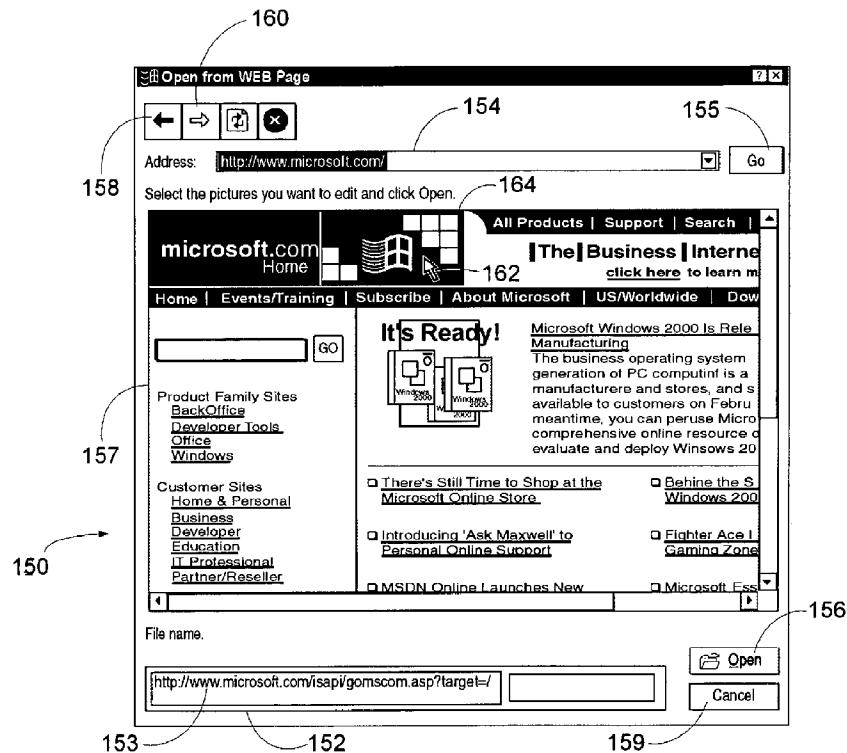 160
Open from WEB Page
? ×
154
155
Address: http://www.microsolt.com/
Go
158
Select the pictures you want to edit and click Open.
164
All Products | Support | Search |
microsoft.com
Home
The Business Interne
162
click here to learn m
Home | Events/Training | Subscribe | About Microsoft | US/Worldwide | Dow
It's Ready!
GO
Microsoft Windows 2000 Is Rele
Manufacturing
The business operating system
generation of PC computinf is a
manufacturere and stores, and s
available to customers on Febru
meantime, you can peruse Micro
comprehensive online resource o
evaluate and deploy Winsows 20
Windows
2000
Windows
2000
157
Product Family Sites
BackOffice
Developer Tools
Office
Windows
Customer Sites
Home & Personal
Business
Developer
Education
IT Professional
Partner/Reseller
There's Still Time to Shop at the
Microsoft Online Store
Behine the S
Windows 200
Introducing 'Ask Maxwell' to
Personal Online Support
Fighter Ace I
Gaming Zone
MSDN Online Launches New
Microsoft Ess
150
File name.
156
Open
http://www.microsoft.com/isapi/gomscom.asp?target=/
Cancel
153
152
159